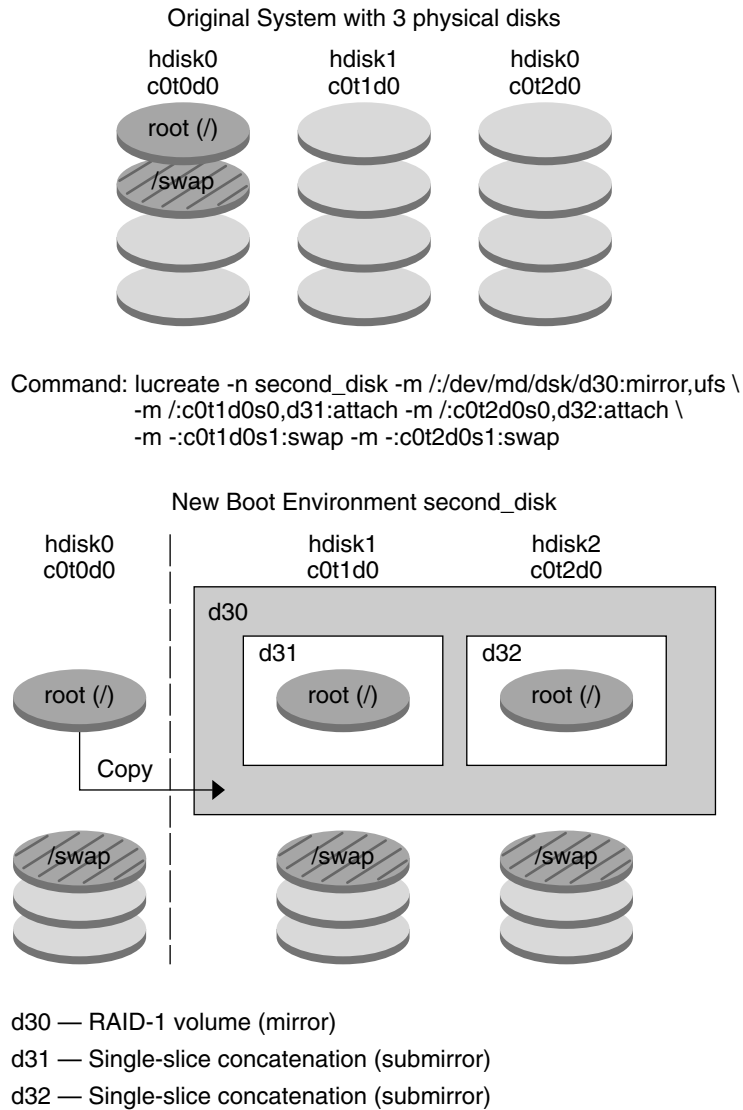 Original System with 3 physical disks
hdisk0 hdisk1 hdisk0
c0t0d0 c0t1d0 c0t2d0
root (/)
/swap
Command: lucreate -n second_disk -m /:/dev/md/dsk/d30:mirror,ufs \
-m /:c0t1d0s0,d31:attach -m /:c0t2d0s0,d32:attach \
-m -:c0t1d0s1:swap -m -:c0t2d0s1:swap
New Boot Environment second_disk
hdisk0 hdisk1 hdisk2
c0t0d0 c0t1d0 c0t2d0
d30
d31 d32
root (/) root (/) root (/)
Copy
/swap /swap /swap
d30 — RAID-1 volume (mirror)
d31 — Single-slice concatenation (submirror)
d32 — Single-slice concatenation (submirror)